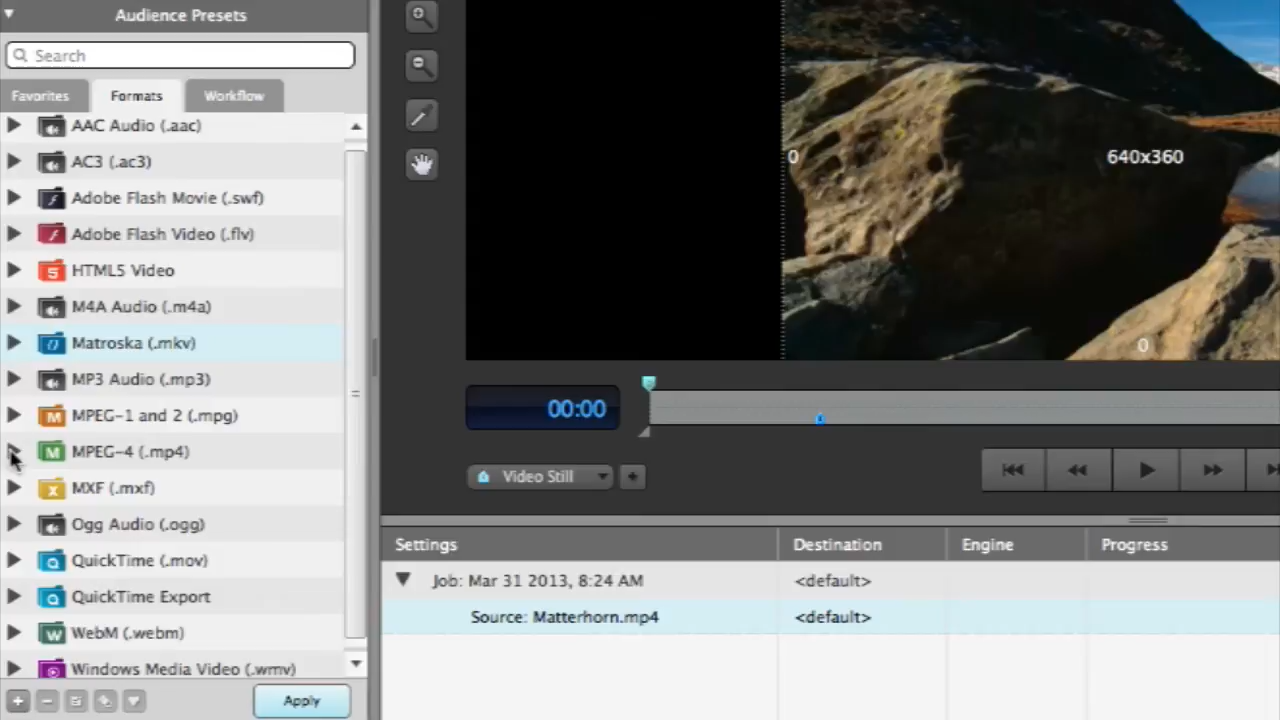 Audience Presets
Search
Favorites
Formats
Workflow
AAC Audio (.aac)
AC3 (.ac3)
Adobe Flash Movie (.swf)
Adobe Flash Video (.flv)
HTML5 Video
M4A Audio (.m4a)
Matroska (.mkv)
MP3 Audio (.mp3)
MPEG-1 and 2 (.mpg)
MPEG-4 (.mp4)
MXF (.mxf)
Ogg Audio (.ogg)
QuickTime (.mov)
QuickTime Export
WebM (.webm)
Windows Media Video (.wmv)
Apply
0
640x360
0
00:00
Video Still
Settings
Destination
Engine
Progress
Job: Mar 31 2013, 8:24 AM
<default>
Source: Matterhorn.mp4
<default>